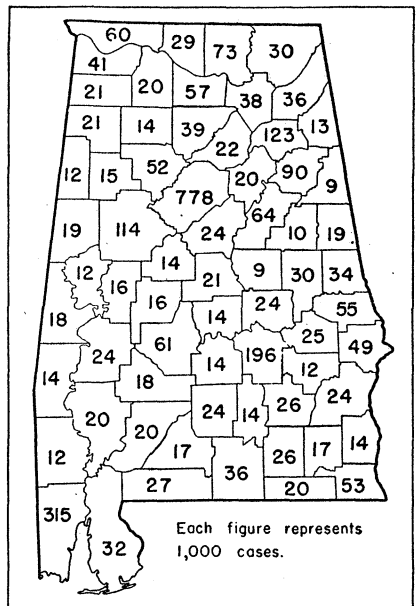 60 29 73 30
41
21 20 57 38 36
21 14 39 22 123 13
12 15 52 778 20 90 9
19 114 24 64 10 19
12 16 14 21 9 30 34
18 16 14 24 55
24 61 14 196 25 49
14 18 12
20 20 24 14 26 24
12 17 36 26 17 14
27 20 53
315 32
Each figure represents
1,000 cases.